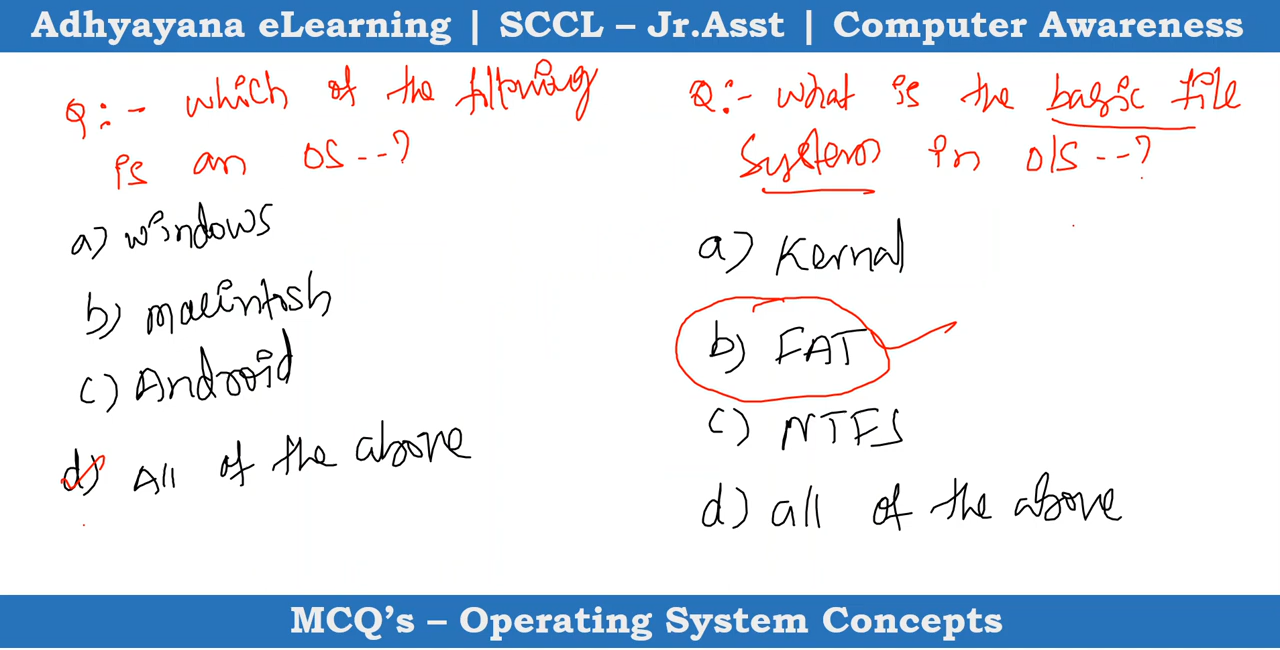 Adhyayana eLearning | SCCL – Jr.Asst | Computer Awareness
Q:- which of the following
is an OS--?
a) windows
b) macintosh
c) Android
d) All of the above
Q:- what is the basic file
System in O/S--?
a) Kernal
b) FAT
c) NTFS
d) all of the above
MCQ’s – Operating System Concepts